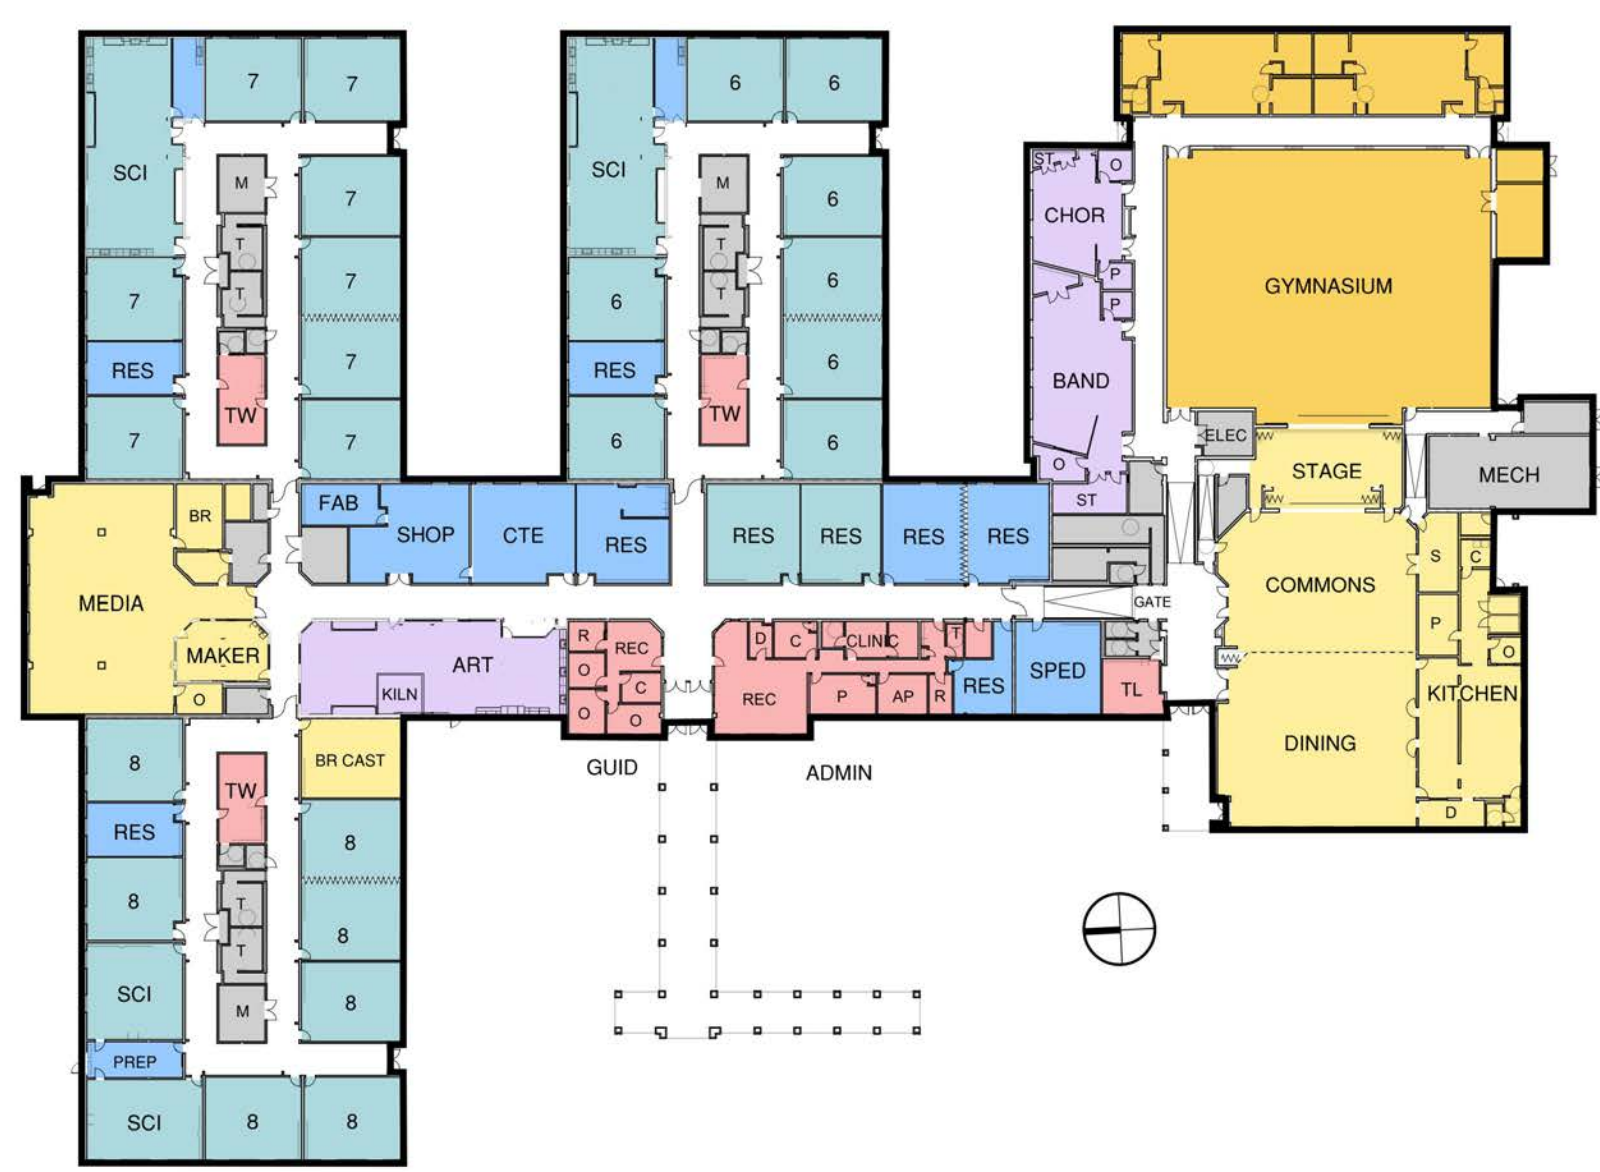 SCI
7
7
SCI
M
7
T
7
7
T
RES
7
TW
7
7
SCI
6
6
SCI
M
6
T
6
6
T
RES
6
TW
6
6
ST
O
CHOR
P
P
BAND
O
ST
GYMNASIUM
ELEC
STAGE
MECH
BR
FAB
SHOP
CTE
RES
RES
RES
RES
RES
MEDIA
MAKER
O
GATE
COMMONS
S
C
P
O
KITCHEN
DINING
D
ART
KILN
R
REC
O
C
O
O
D
C
CLINIC
T
REC
P
AP
R
RES
SPED
TL
GUID
ADMIN
8
TW
BR CAST
RES
8
8
T
8
T
SCI
8
M
PREP
SCI
8
8